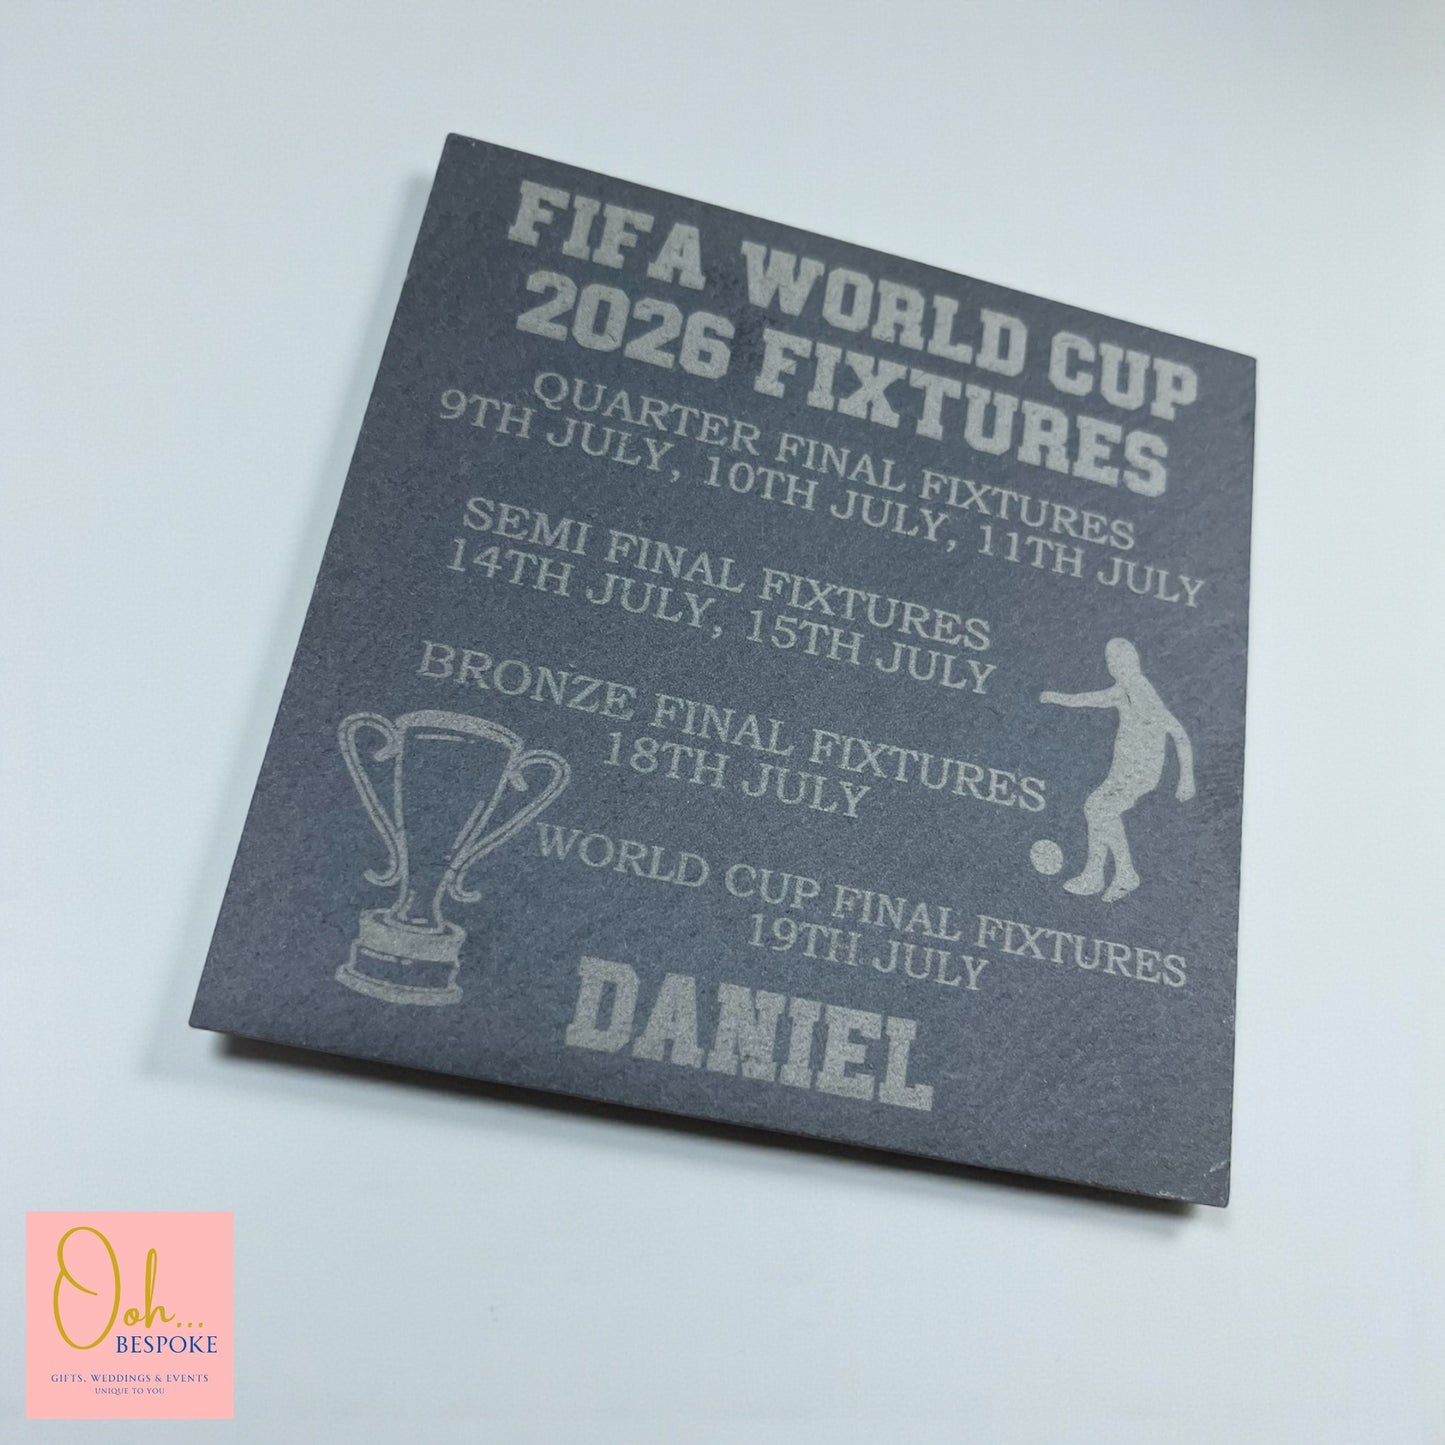 FIFA WORLD CUP
2026 FIXTURES
QUARTER FINAL FIXTURES
9TH JULY, 10TH JULY, 11TH JULY
SEMI FINAL FIXTURES
14TH JULY, 15TH JULY
BRONZE FINAL FIXTURES
18TH JULY
WORLD CUP FINAL FIXTURES
19TH JULY
DANIEL
Ooh...
BESPOKE
GIFTS, WEDDINGS & EVENTS
UNIQUE TO YOU